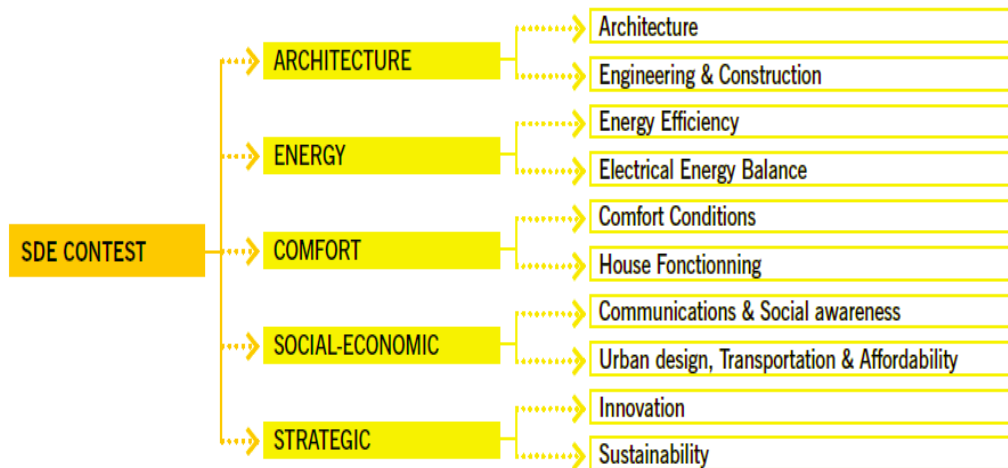 SDE CONTEST
ARCHITECTURE
Architecture
Engineering & Construction
ENERGY
Energy Efficiency
Electrical Energy Balance
COMFORT
Comfort Conditions
House Fonctionning
SOCIAL-ECONOMIC
Communications & Social awareness
Urban design, Transportation & Affordability
STRATEGIC
Innovation
Sustainability